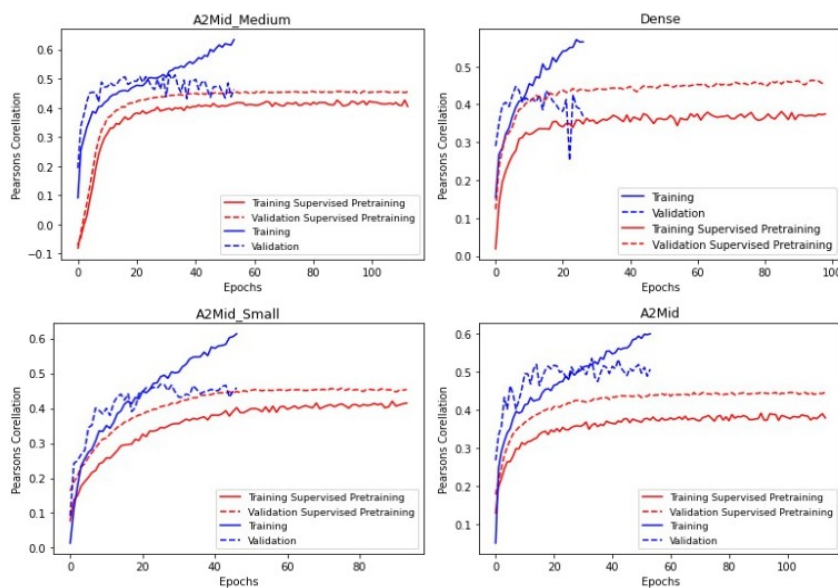 A2Mid_Medium
Pearsons Corellation
0.6
0.5
0.4
0.3
0.2
0.1
0.0
−0.1
0 20 40 60 80 100
Epochs
Training Supervised Pretraining
Validation Supervised Pretraining
Training
Validation
Dense
Pearsons Corellation
0.5
0.4
0.3
0.2
0.1
0.0
0 20 40 60 80 100
Epochs
Training
Validation
Training Supervised Pretraining
Validation Supervised Pretraining
A2Mid_Small
Pearsons Corellation
0.6
0.5
0.4
0.3
0.2
0.1
0.0
0 20 40 60 80
Epochs
Training Supervised Pretraining
Validation Supervised Pretraining
Training
Validation
A2Mid
Pearsons Corellation
0.6
0.5
0.4
0.3
0.2
0.1
0 20 40 60 80 100
Epochs
Training Supervised Pretraining
Validation Supervised Pretraining
Training
Validation